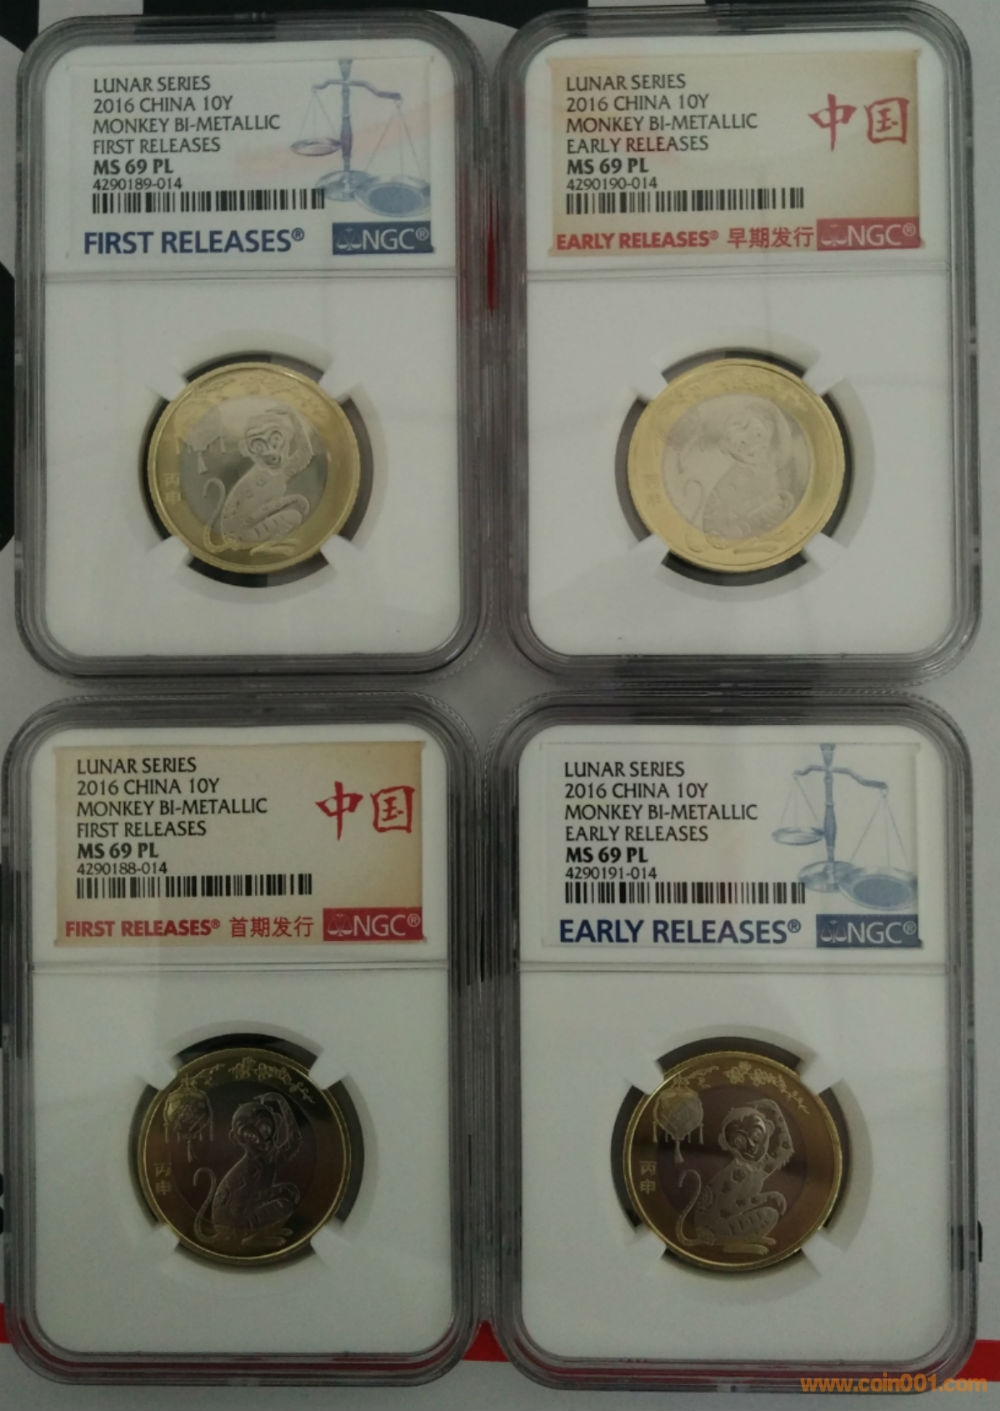 LUNAR SERIES
2016 CHINA 10Y
MONKEY BI-METALLIC
FIRST RELEASES
MS 69 PL
4290189-014
FIRST RELEASES® NGC®
LUNAR SERIES
2016 CHINA 10Y
MONKEY BI-METALLIC
EARLY RELEASES
MS 69 PL
4290190-014
中国
EARLY RELEASES® 早期发行 NGC®
丙申
丙申
LUNAR SERIES
2016 CHINA 10Y
MONKEY BI-METALLIC
FIRST RELEASES
MS 69 PL
4290188-014
中国
FIRST RELEASES® 首期发行 NGC®
LUNAR SERIES
2016 CHINA 10Y
MONKEY BI-METALLIC
EARLY RELEASES
MS 69 PL
4290191-014
EARLY RELEASES® NGC®
丙申
丙申
www.coin001.com